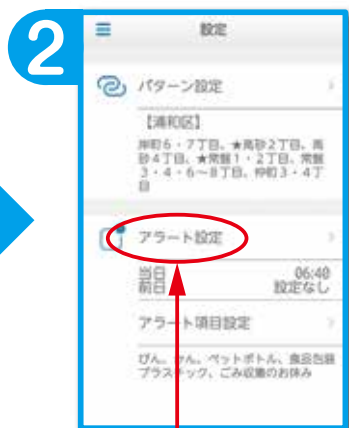 2
設定
パターン設定
【浦和区】
岸町6・7丁目、★高砂2丁目、高
砂4丁目、★常盤1・2丁目、常盤
3・4・6〜8丁目、仲町3・4丁
目
アラート設定
当日 06:40
前日 設定なし
アラート項目設定
びん、かん、ペットボトル、食品包装
プラスチック、ごみ収集のお休み